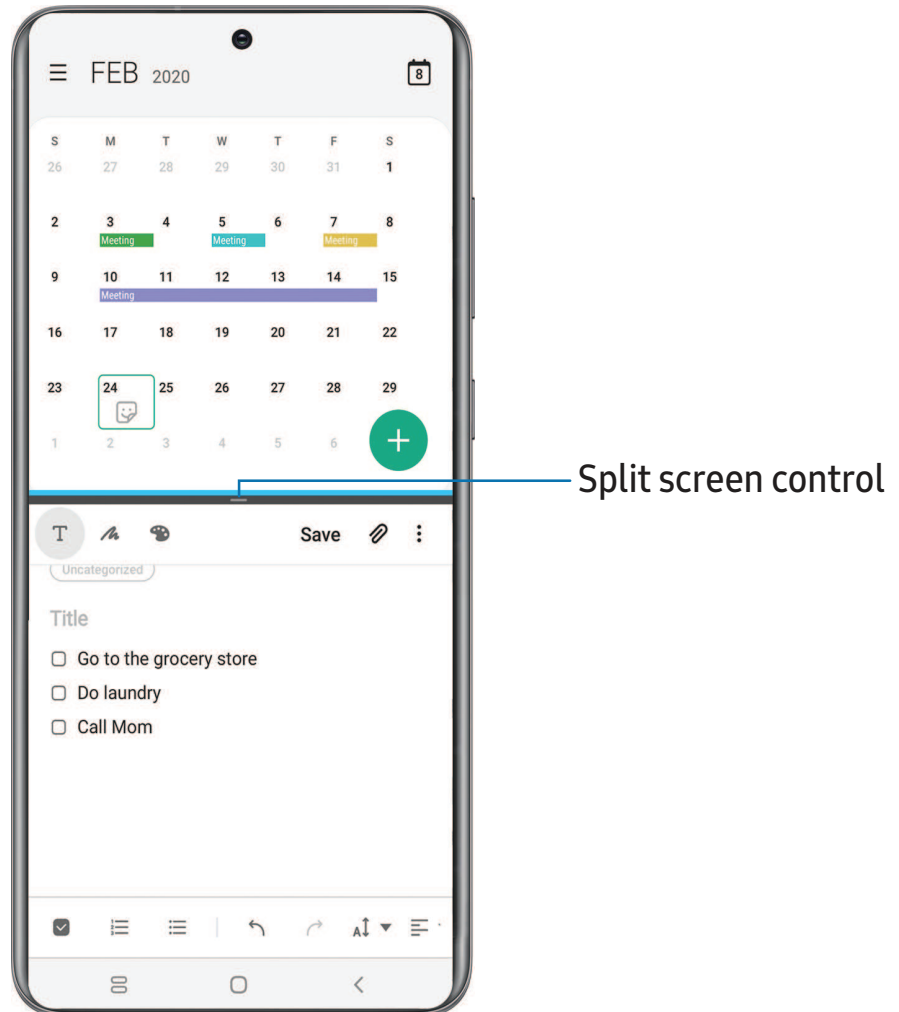 FEB 2020
8
S M T W T F S
26 27 28 29 30 31 1
2 3 4 5 6 7 8
Meeting Meeting Meeting
9 10 11 12 13 14 15
Meeting
16 17 18 19 20 21 22
23 24 25 26 27 28 29
1 2 3 4 5 6
Split screen control
T Save
Uncategorized
Title
Go to the grocery store
Do laundry
Call Mom
A